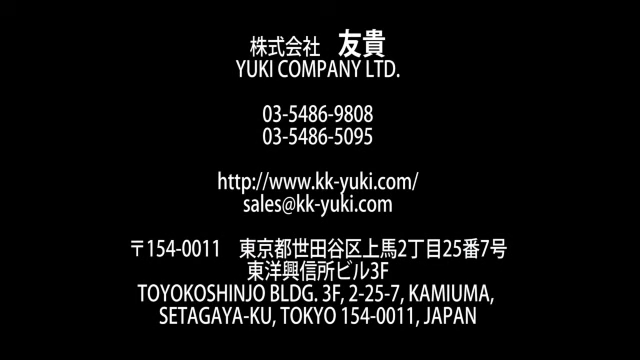 株式会社　友貴
YUKI COMPANY LTD.
03-5486-9808
03-5486-5095
http://www.kk-yuki.com/
sales@kk-yuki.com
〒154-0011　東京都世田谷区上馬2丁目25番7号
東洋興信所ビル3F
TOYOKOSHINJO BLDG. 3F, 2-25-7, KAMIUMA,
SETAGAYA-KU, TOKYO 154-0011, JAPAN